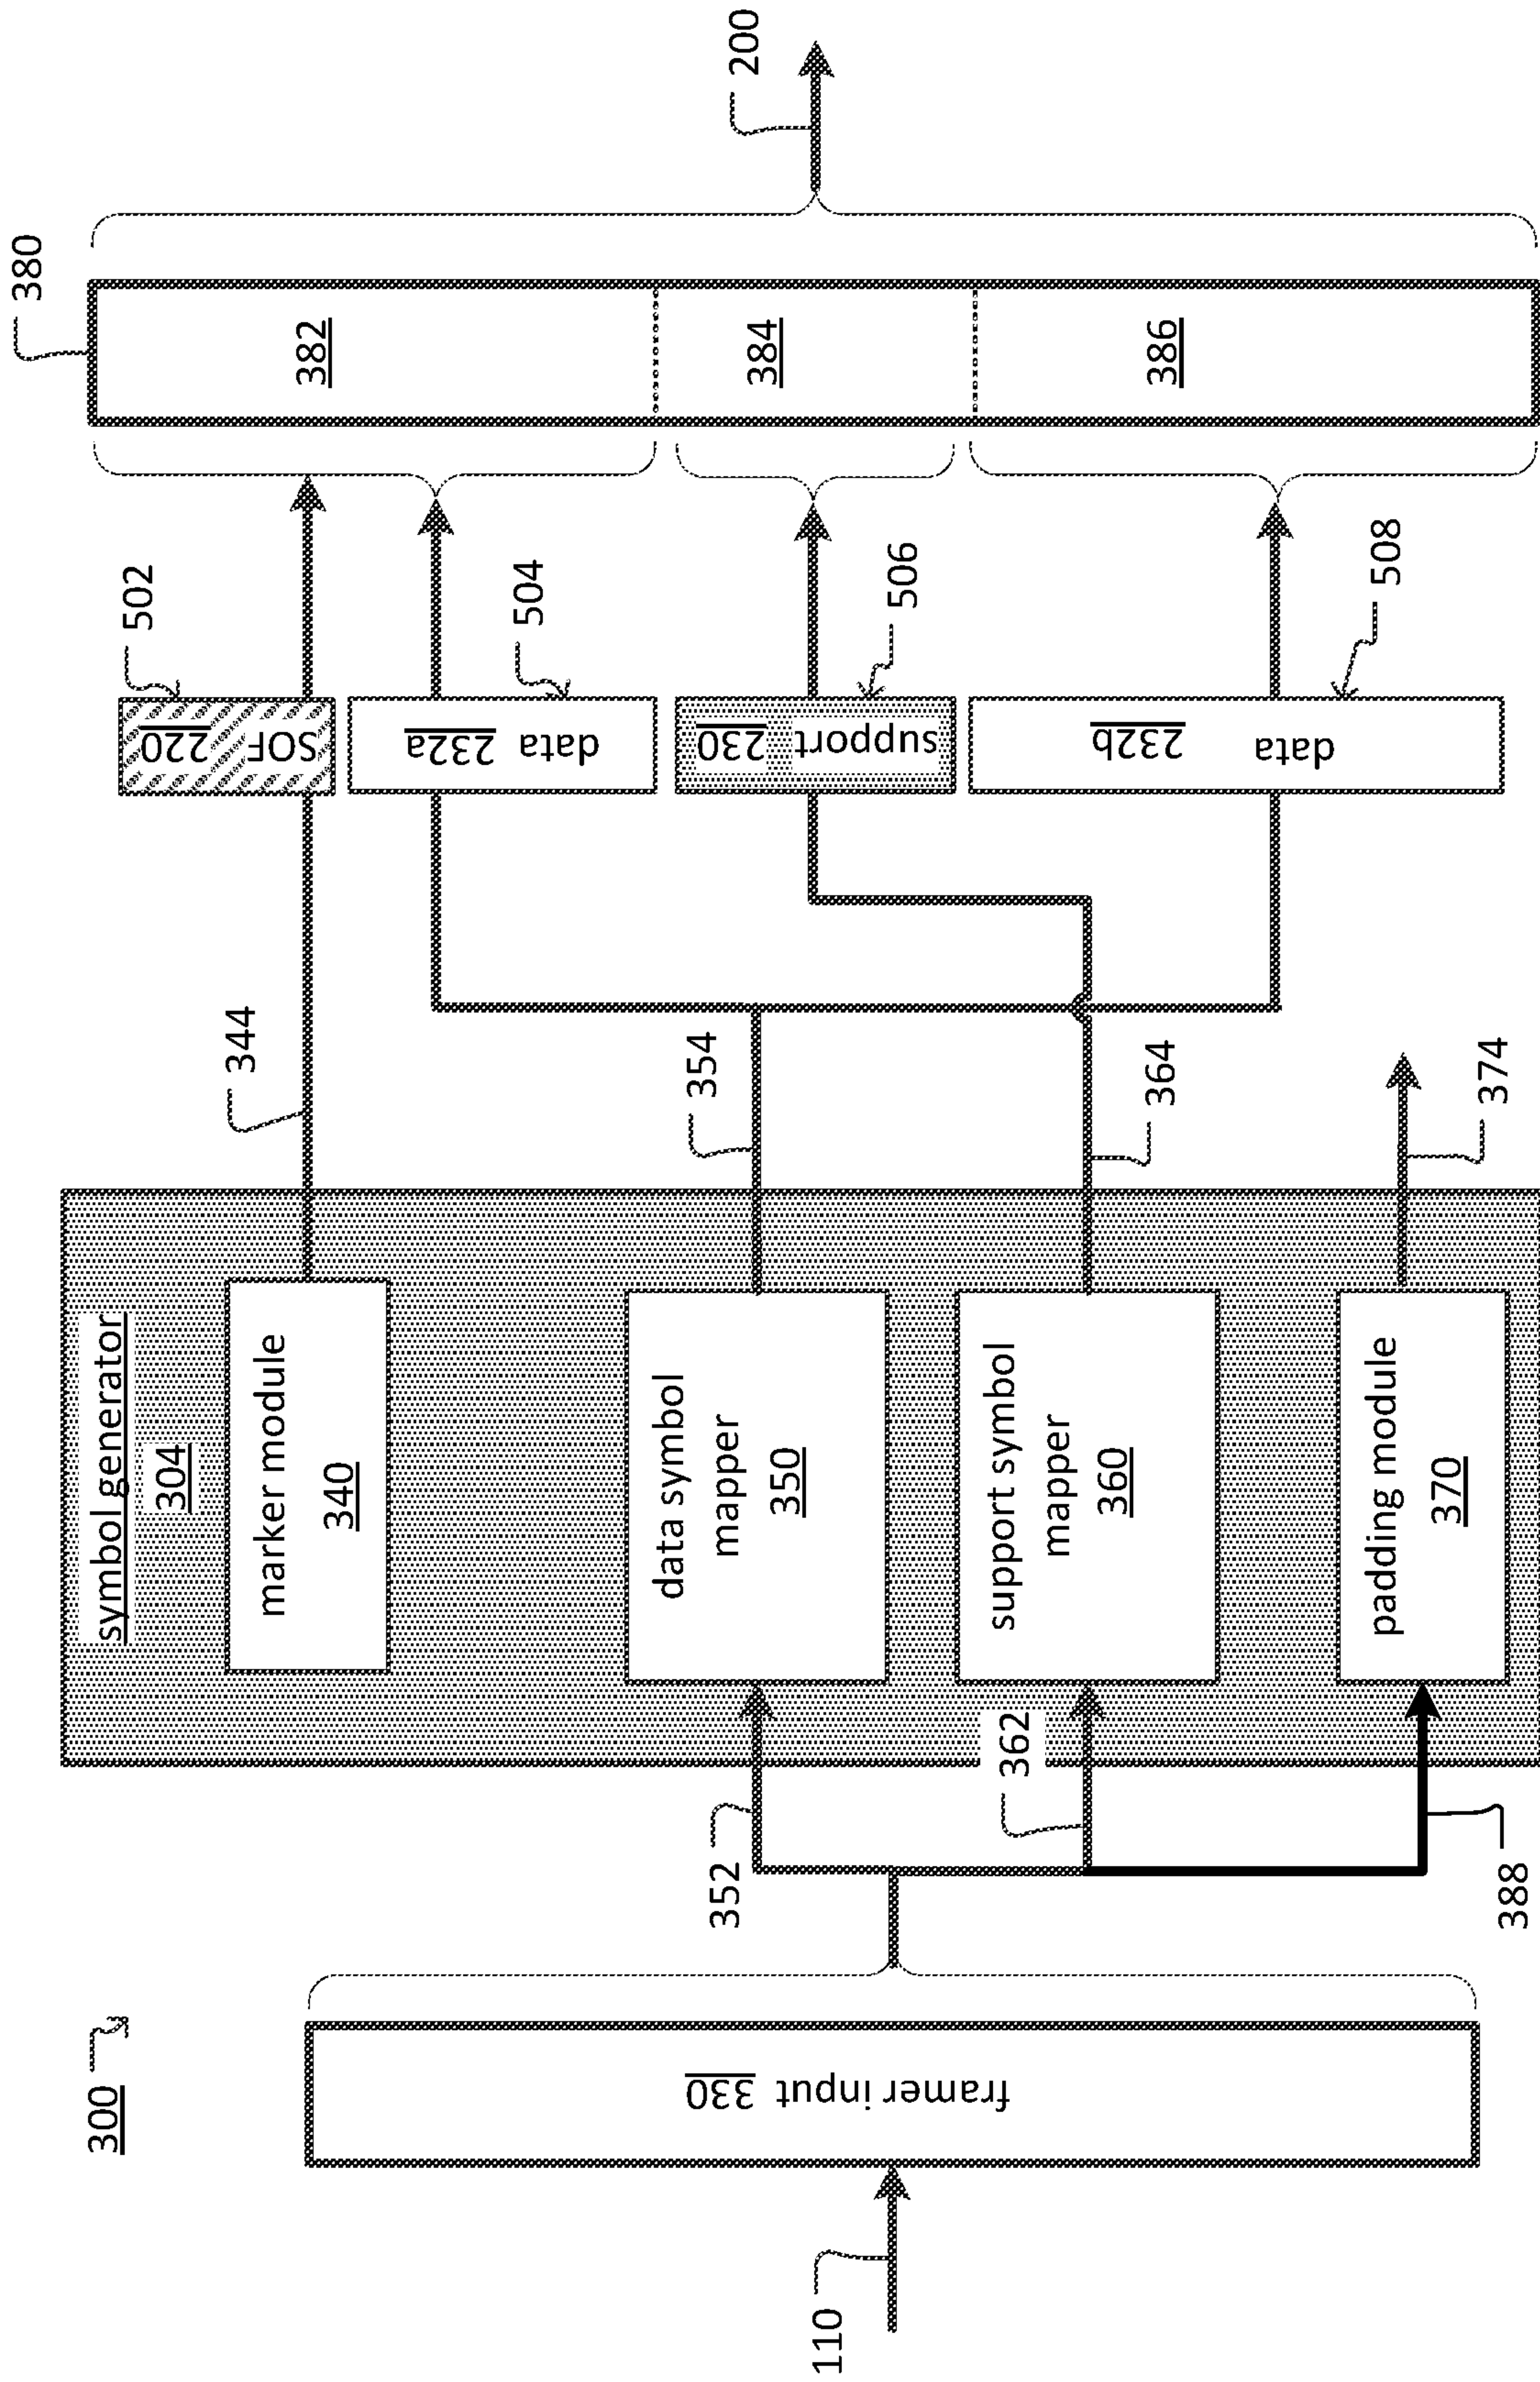 300
110
framer input 330
352
362
388
symbol generator
304
marker module
340
data symbol
mapper
350
support symbol
mapper
360
padding module
370
344
354
364
374
502
SOF 220
504
data 232a
506
support 230
508
data 232b
380
382
384
386
200